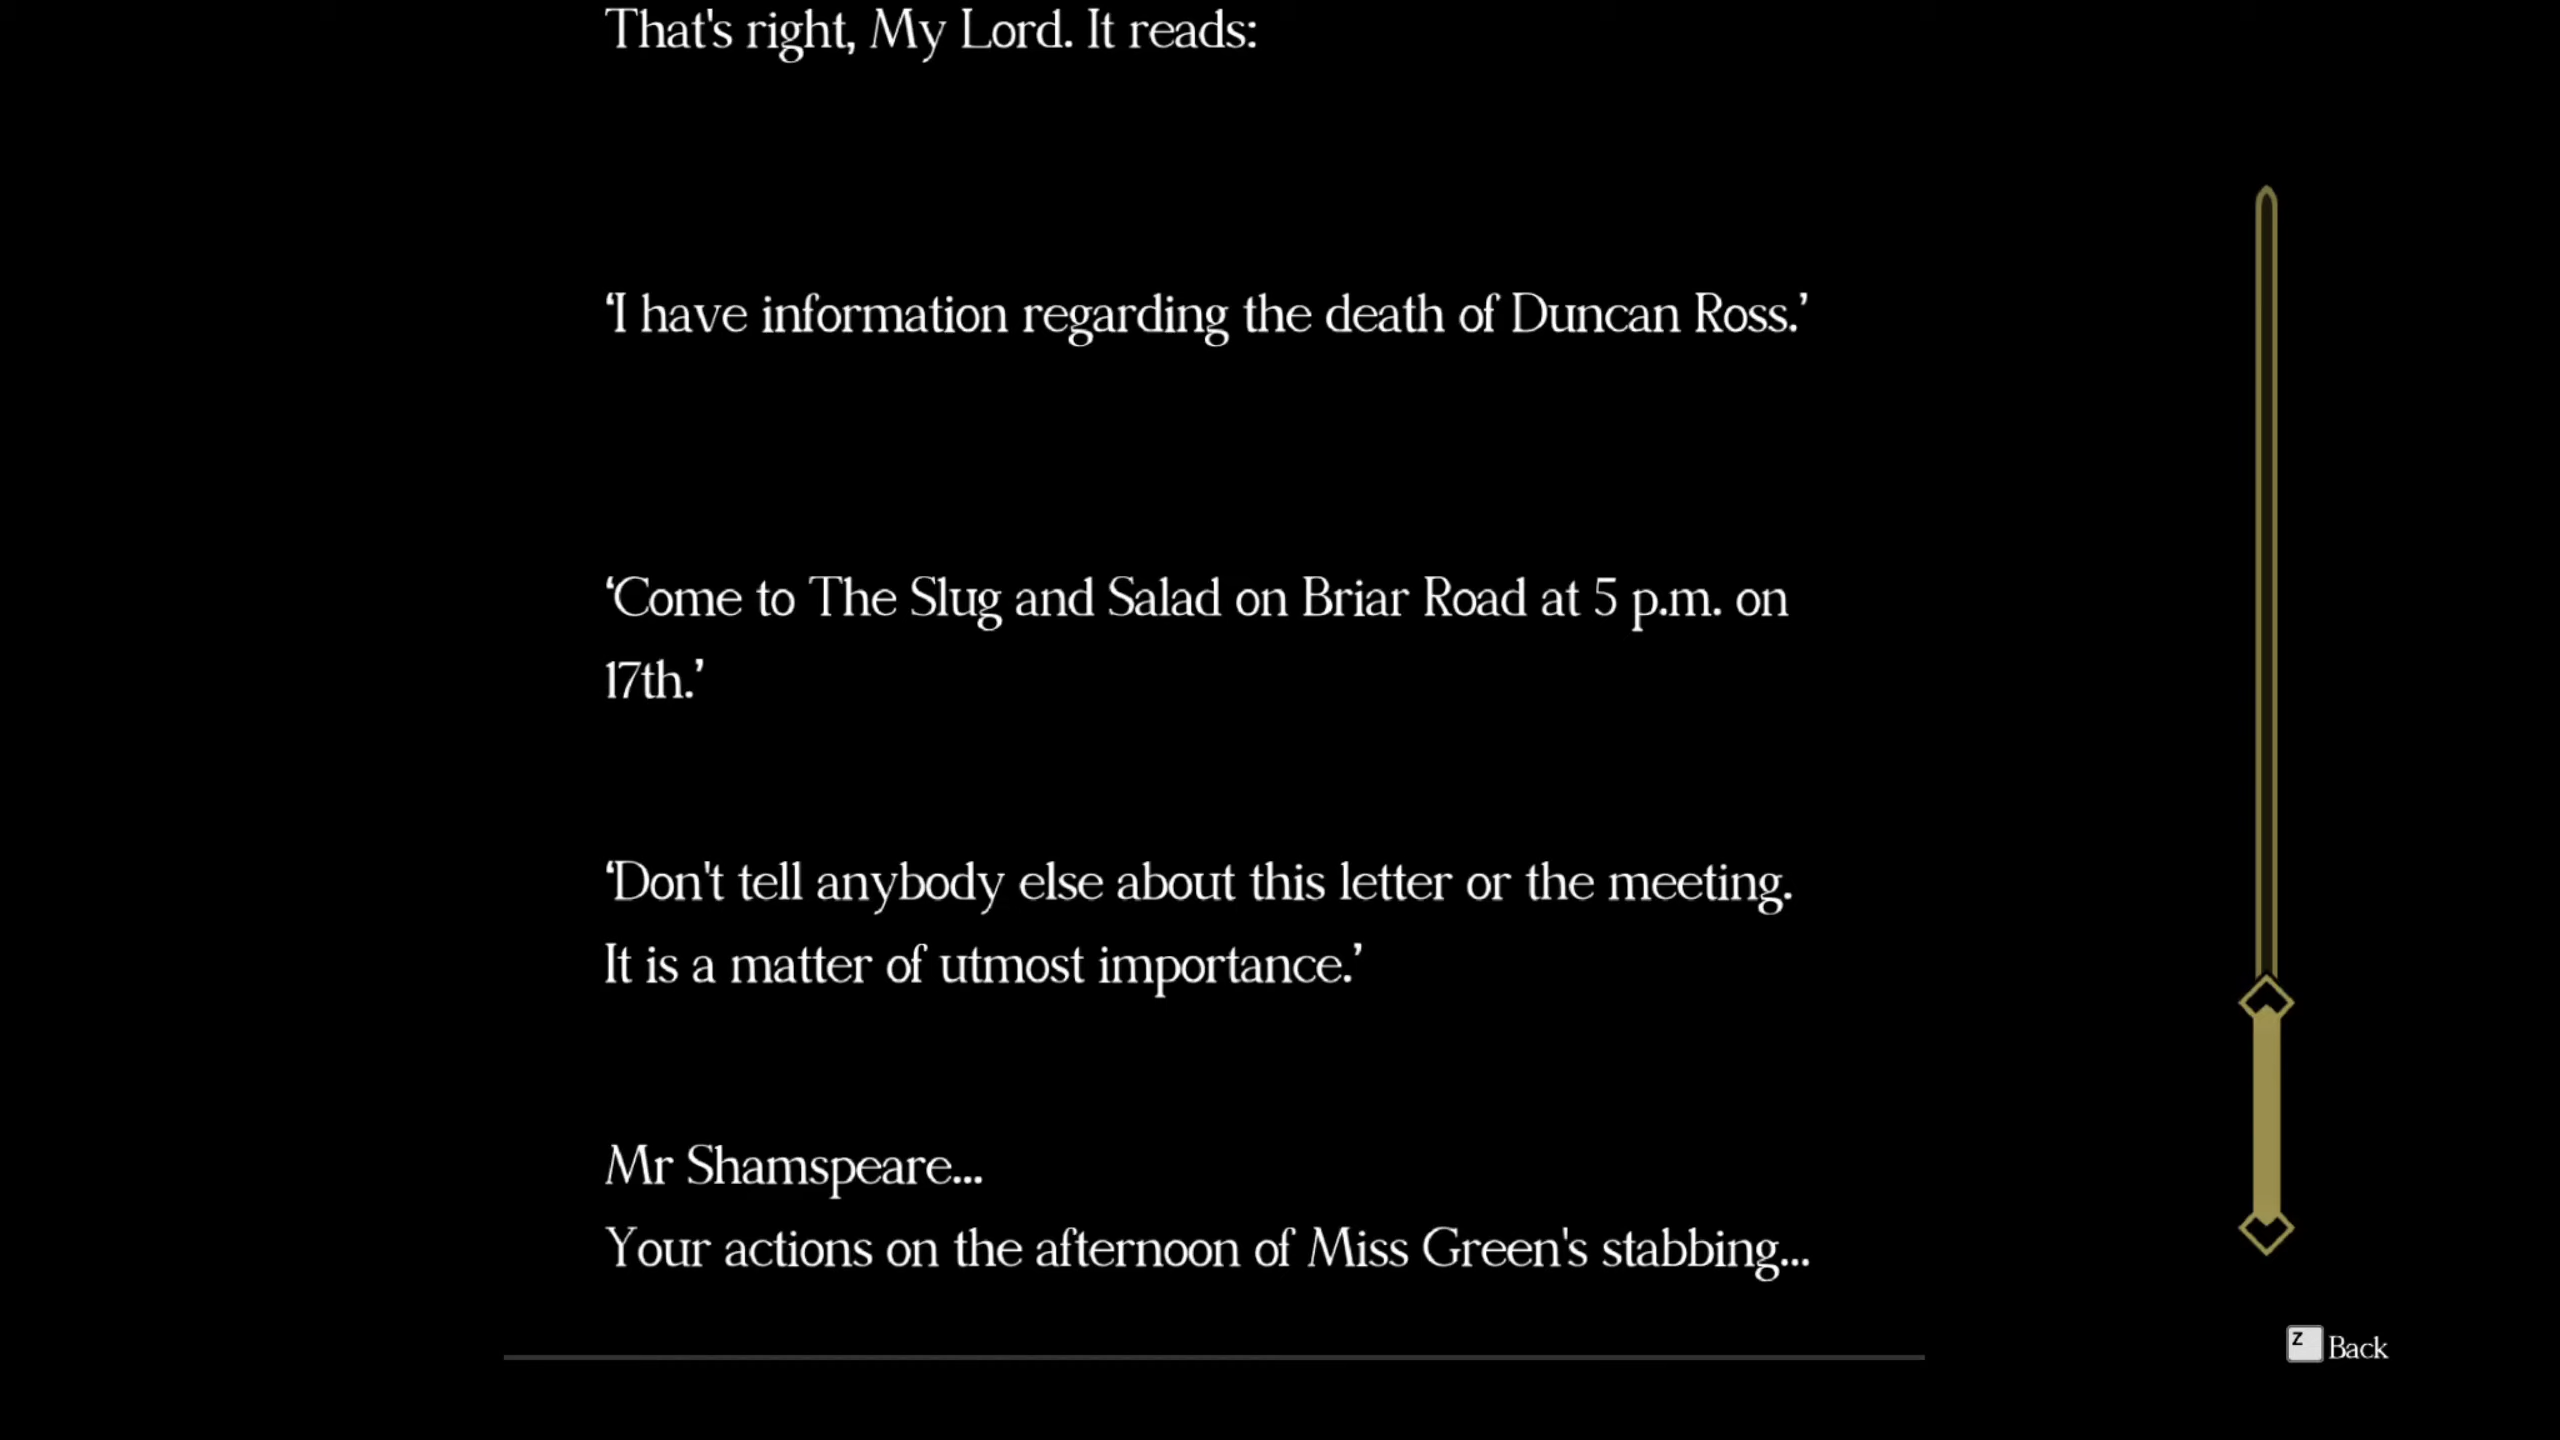 That's right, My Lord. It reads:
‘I have information regarding the death of Duncan Ross.’
‘Come to The Slug and Salad on Briar Road at 5 p.m. on
17th.’
‘Don't tell anybody else about this letter or the meeting.
It is a matter of utmost importance.’
Mr Shamspeare...
Your actions on the afternoon of Miss Green's stabbing...
Z Back